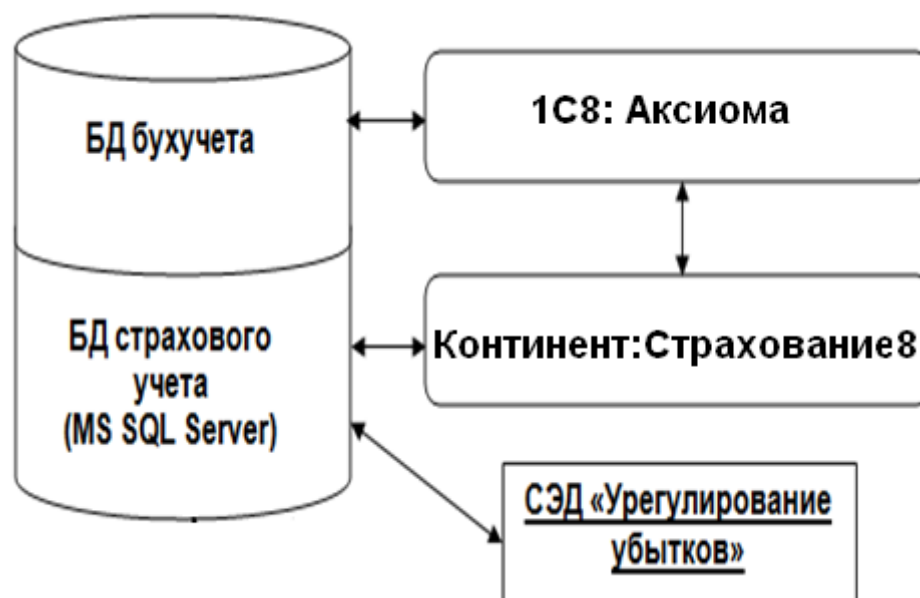 БД бухучета
1С8: Аксиома
БД страхового
учета
(MS SQL Server)
Континент:Страхование8
СЭД «Урегулирование
убытков»